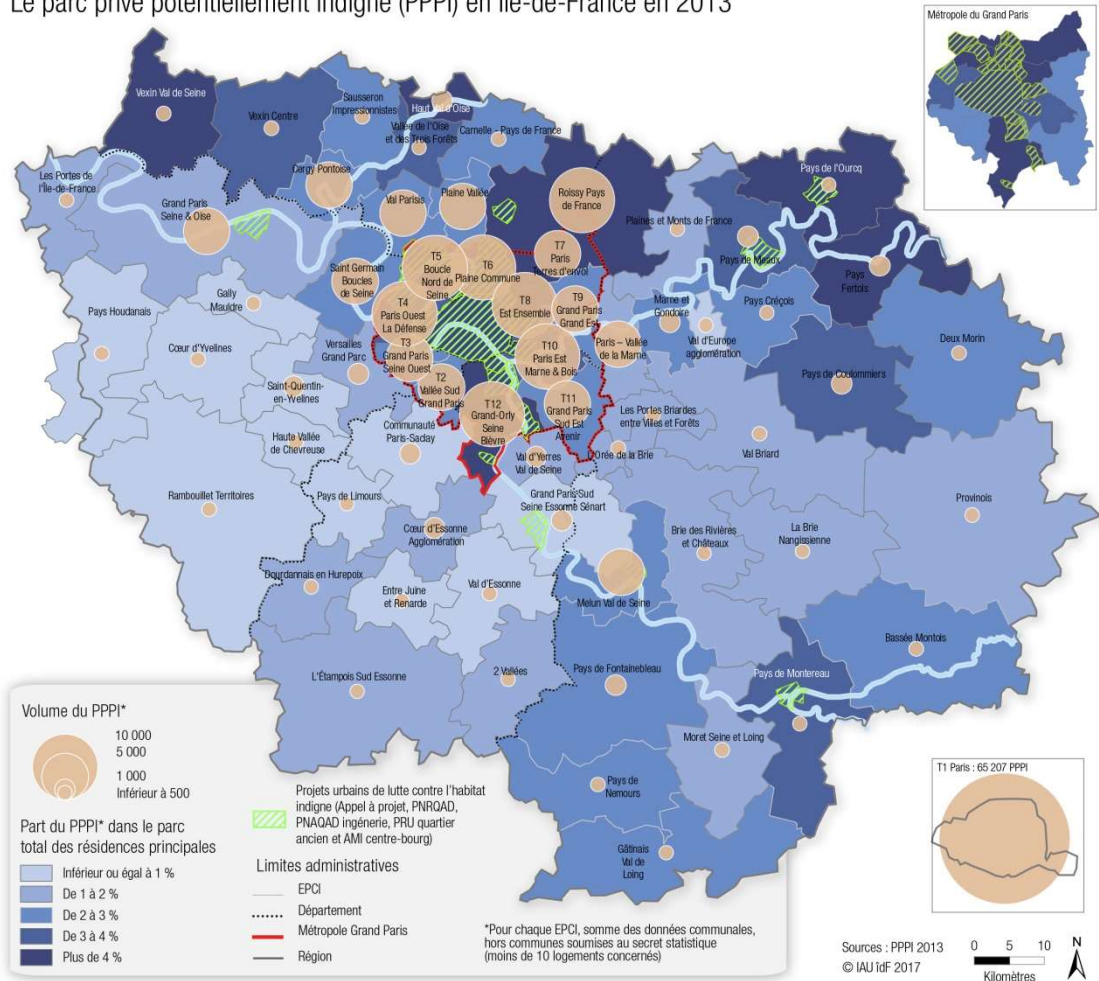 Le parc privé potentiellement indigne (PPPI) en Île-de-France en 2013
Métropole du Grand Paris
Vexin Val de Seine
Vexin Centre
Sausseron
Impressionnistes
Haut Val d'Oise
Vallée de l'Oise
et des Trois Forêts
Carnelle - Pays de France
Les Portes de
l'Île-de-France
Cergy Pontoise
Grand Paris
Seine & Oise
Val Parisis
Plaine Vallée
Roissy Pays
de France
Plaines et Monts de France
Pays de l'Ourcq
Pays de Meaux
Pays
Fertois
T5
Boucle
Nord de
Seine
T6
Plaine Commune
T7
Paris
Terres d'envol
Saint Germain
Boucles
de Seine
T4
Paris Ouest
La Défense
T8
Est Ensemble
T9
Grand Paris
Grand Est
Marne et
Gondoire
Pays Créçois
Val d'Europe
agglomération
Deux Morin
Pays Houdanais
Gally
Mauldre
Cœur d'Yvelines
Versailles
Grand Parc
T3
Grand Paris
Seine Ouest
T10
Paris Est
Marne & Bois
Paris – Vallée
de la Marne
Saint-Quentin-
en-Yvelines
T2
Vallée Sud
Grand Paris
T12
Grand-Orly
Seine
Bièvre
T11
Grand Paris
Sud Est
Avenir
Pays de Coulommiers
Les Portes Briardes
entre Villes et Forêts
Haute Vallée
de Chevreuse
Communauté
Paris-Saclay
Val d'Yerres
Val de Seine
L'Orée de la Brie
Val Briard
Rambouillet Territoires
Pays de Limours
Grand Paris-Sud
Seine Essonne Sénart
Provinois
Cœur d'Essonne
Agglomération
Brie des Rivières
et Châteaux
La Brie
Nangissienne
Dourdannais en Hurepoix
Entre Juine
et Renarde
Val d'Essonne
Melun Val de Seine
Bassée Montois
L'Étampois Sud Essonne
2 Vallées
Pays de Fontainebleau
Pays de Montereau
Moret Seine et Loing
Pays de
Nemours
Gâtinais
Val de
Loing
T1 Paris : 65 207 PPPI
Volume du PPPI*
10 000
5 000
1 000
Inférieur à 500
Part du PPPI* dans le parc
total des résidences principales
Inférieur ou égal à 1 %
De 1 à 2 %
De 2 à 3 %
De 3 à 4 %
Plus de 4 %
Projets urbains de lutte contre l'habitat
indigne (Appel à projet, PNRQAD,
PNAQAD ingénerie, PRU quartier
ancien et AMI centre-bourg)
Limites administratives
EPCI
Département
Métropole Grand Paris
Région
*Pour chaque EPCI, somme des données communales,
hors communes soumises au secret statistique
(moins de 10 logements concernés)
Sources : PPPI 2013
© IAU îdF 2017
0 5 10
Kilomètres
N